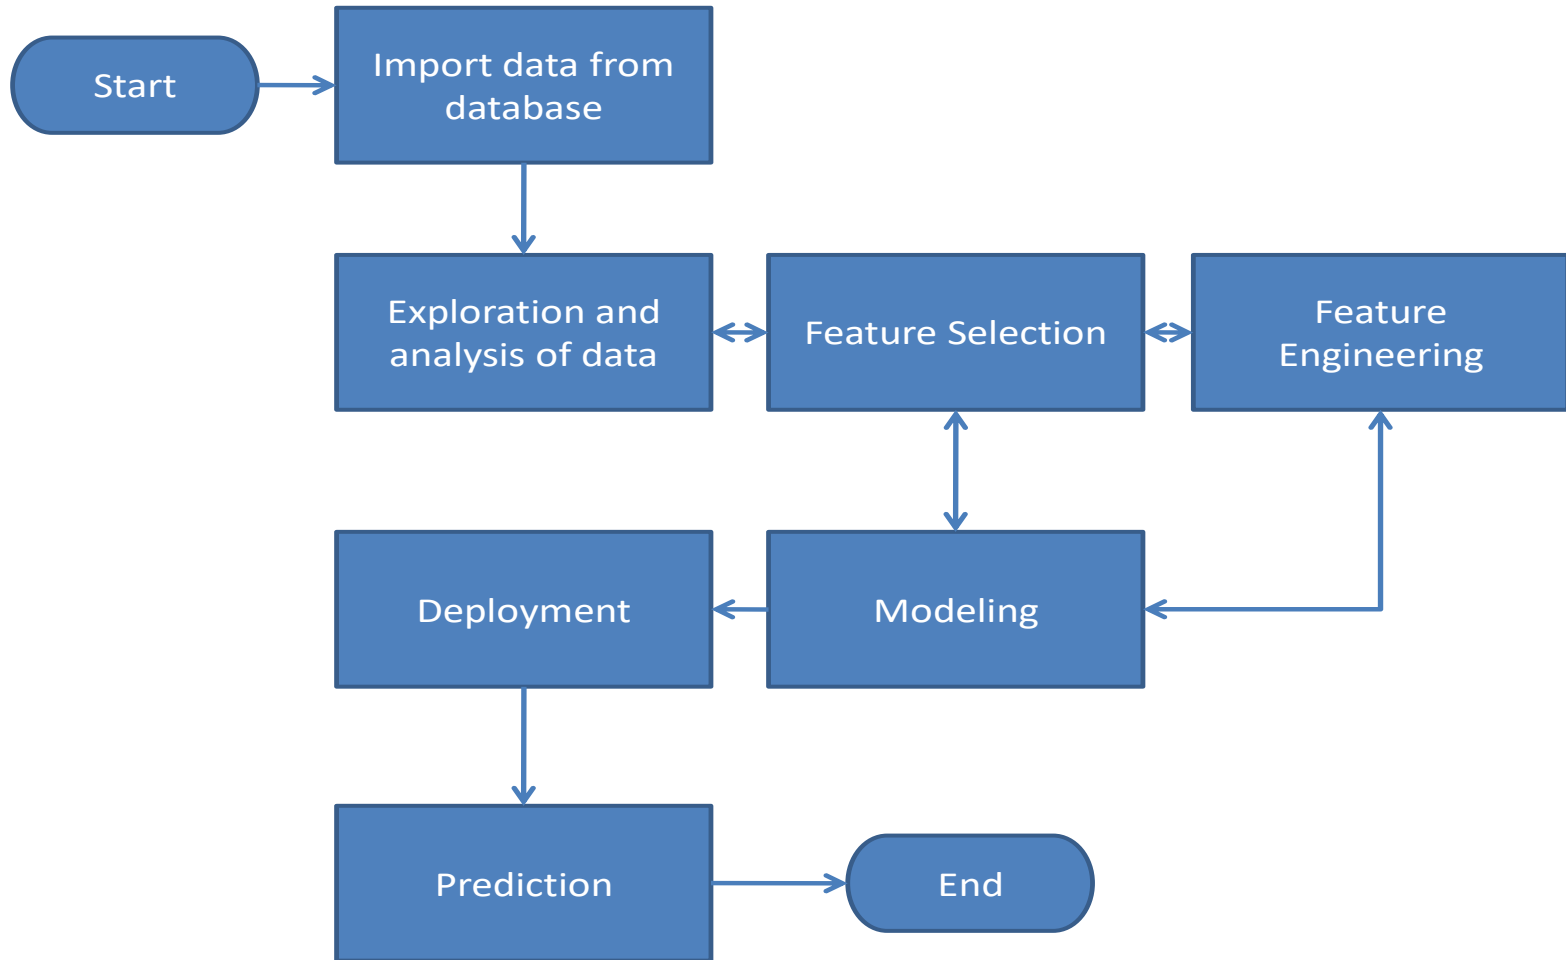 Start
Import data from
database
Exploration and
analysis of data
Feature Selection
Feature
Engineering
Deployment
Modeling
Prediction
End